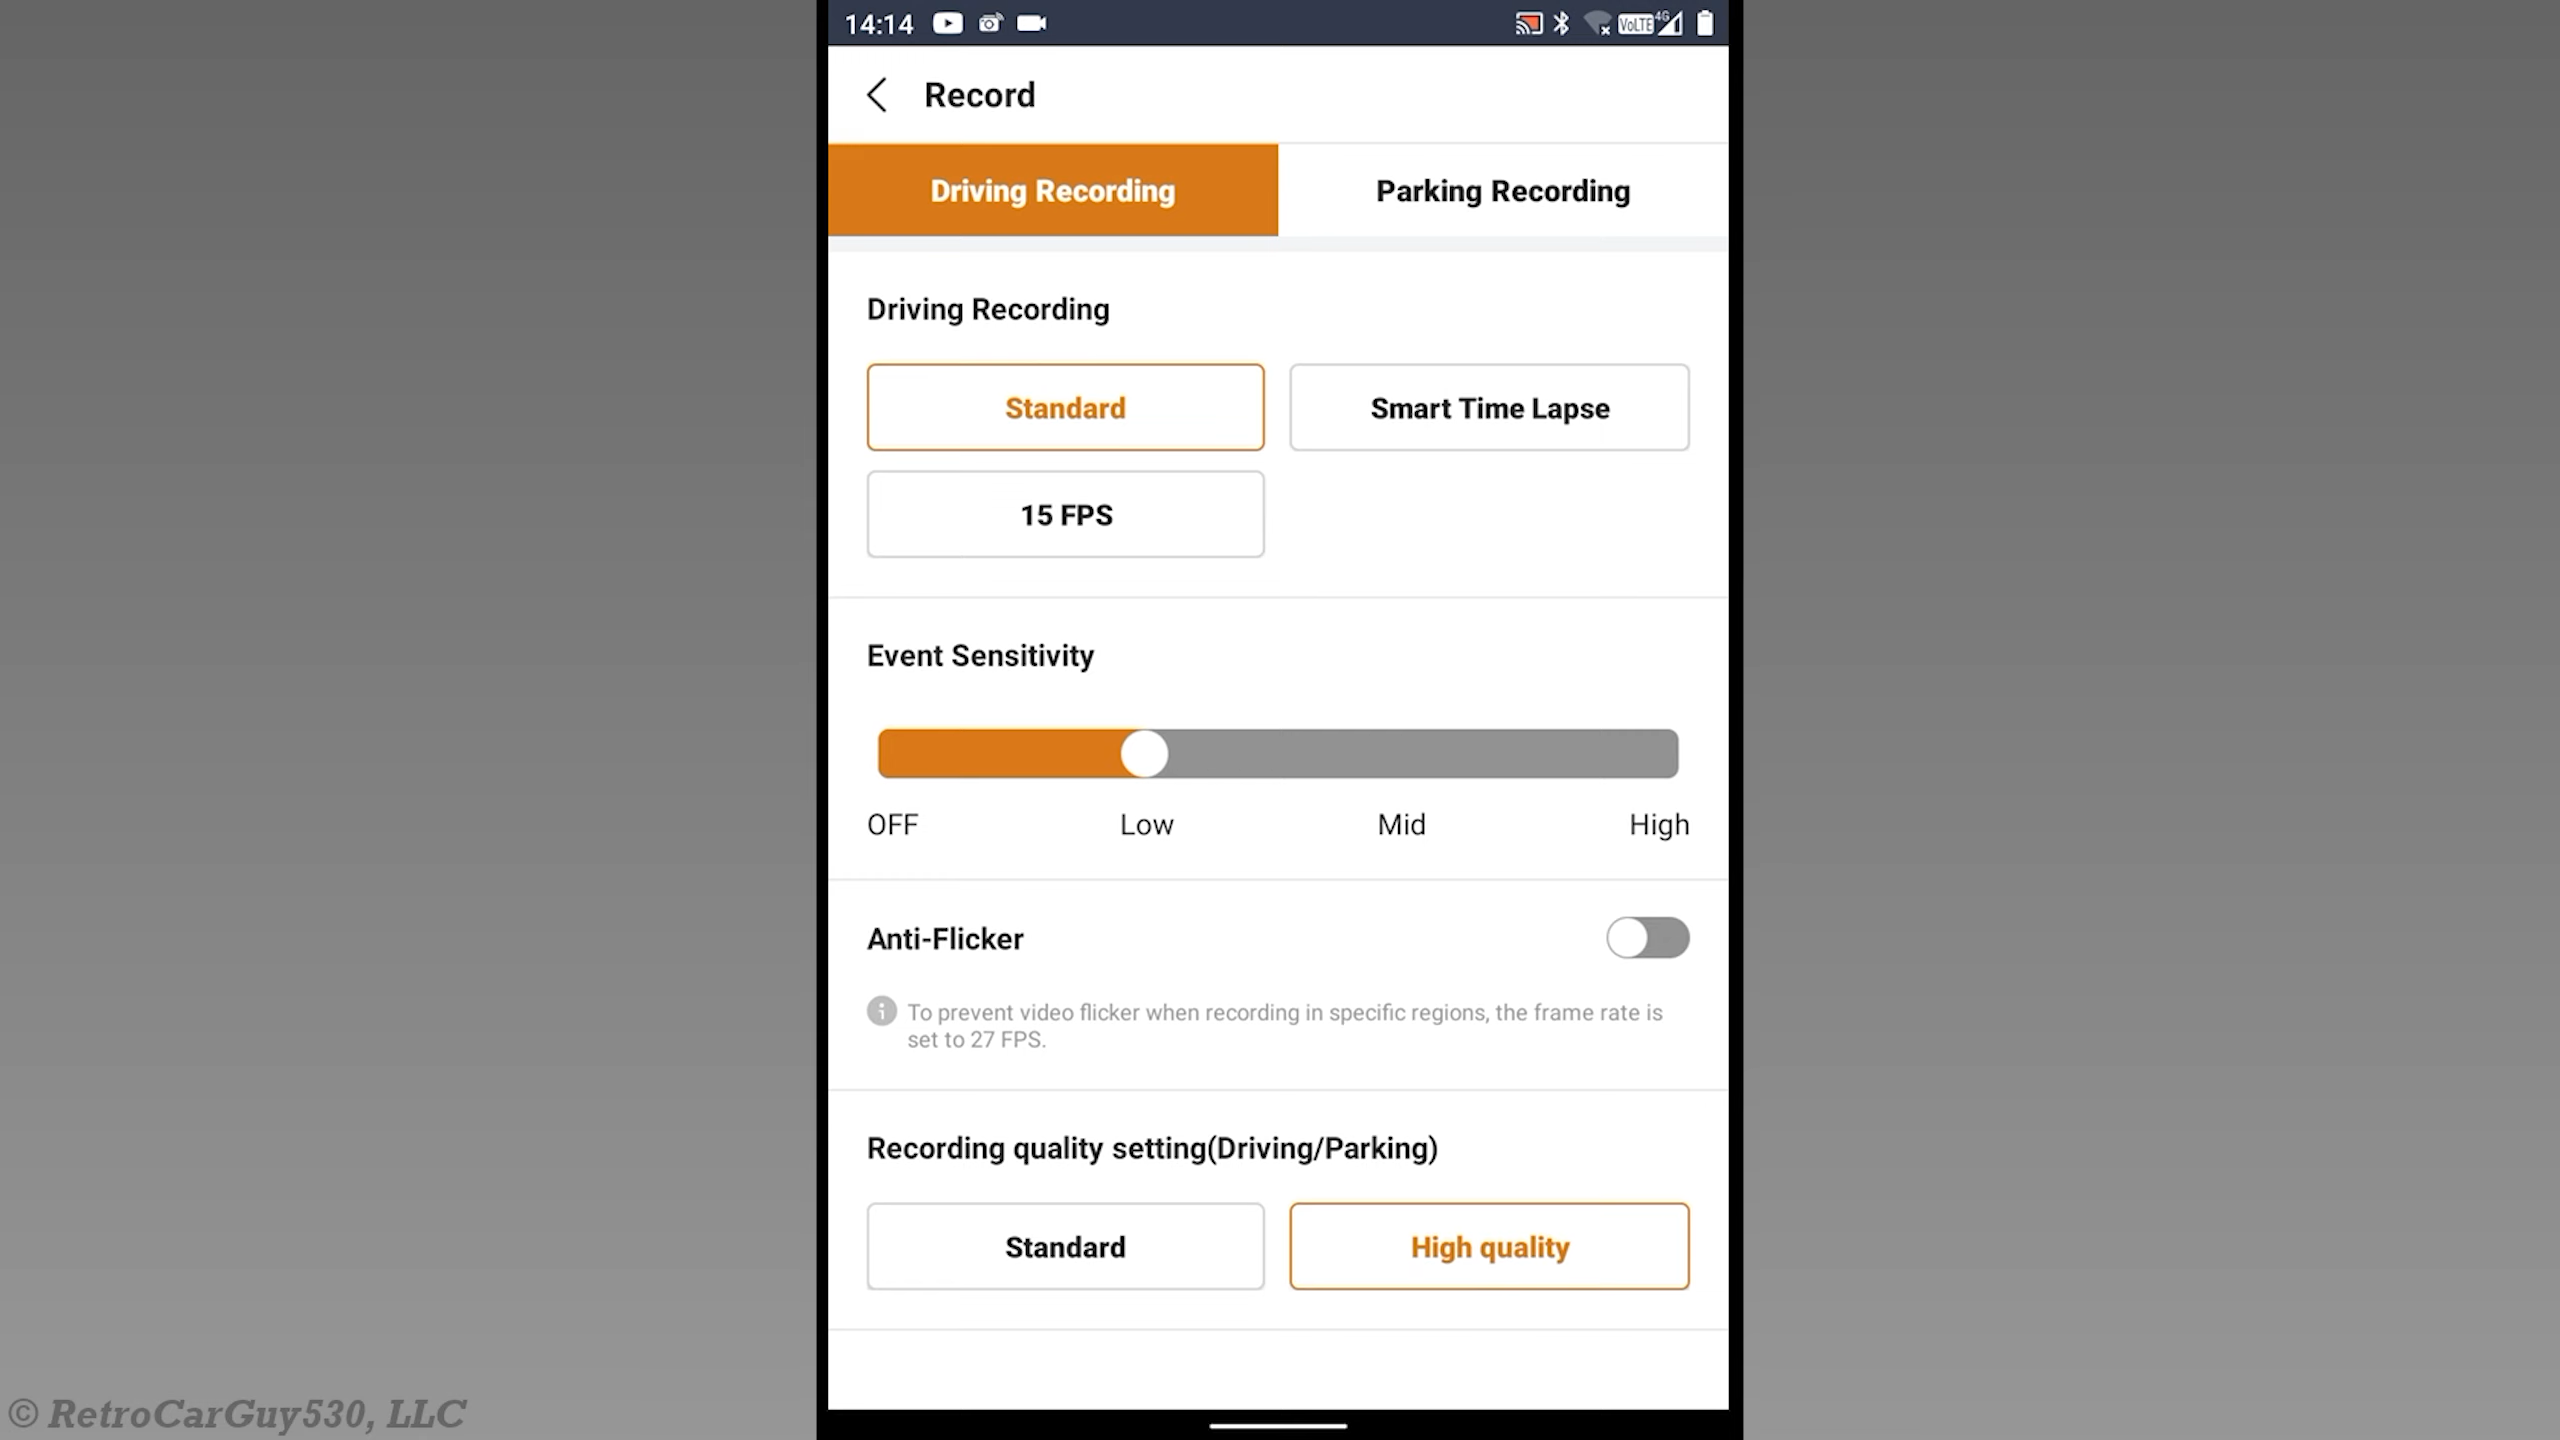 14:14
VoLTE 4G
Record
Driving Recording
Parking Recording
Driving Recording
Standard
Smart Time Lapse
15 FPS
Event Sensitivity
OFF
Low
Mid
High
Anti-Flicker
To prevent video flicker when recording in specific regions, the frame rate is
set to 27 FPS.
Recording quality setting(Driving/Parking)
Standard
High quality
© RetroCarGuy530, LLC